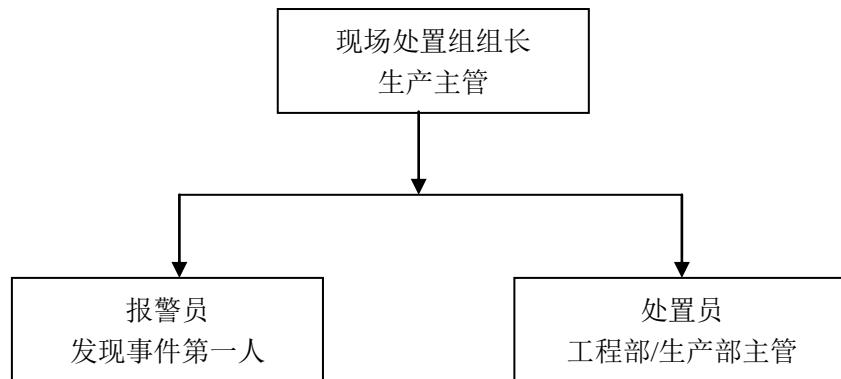 现场处置组组长
生产主管
报警员
发现事件第一人
处置员
工程部/生产部主管